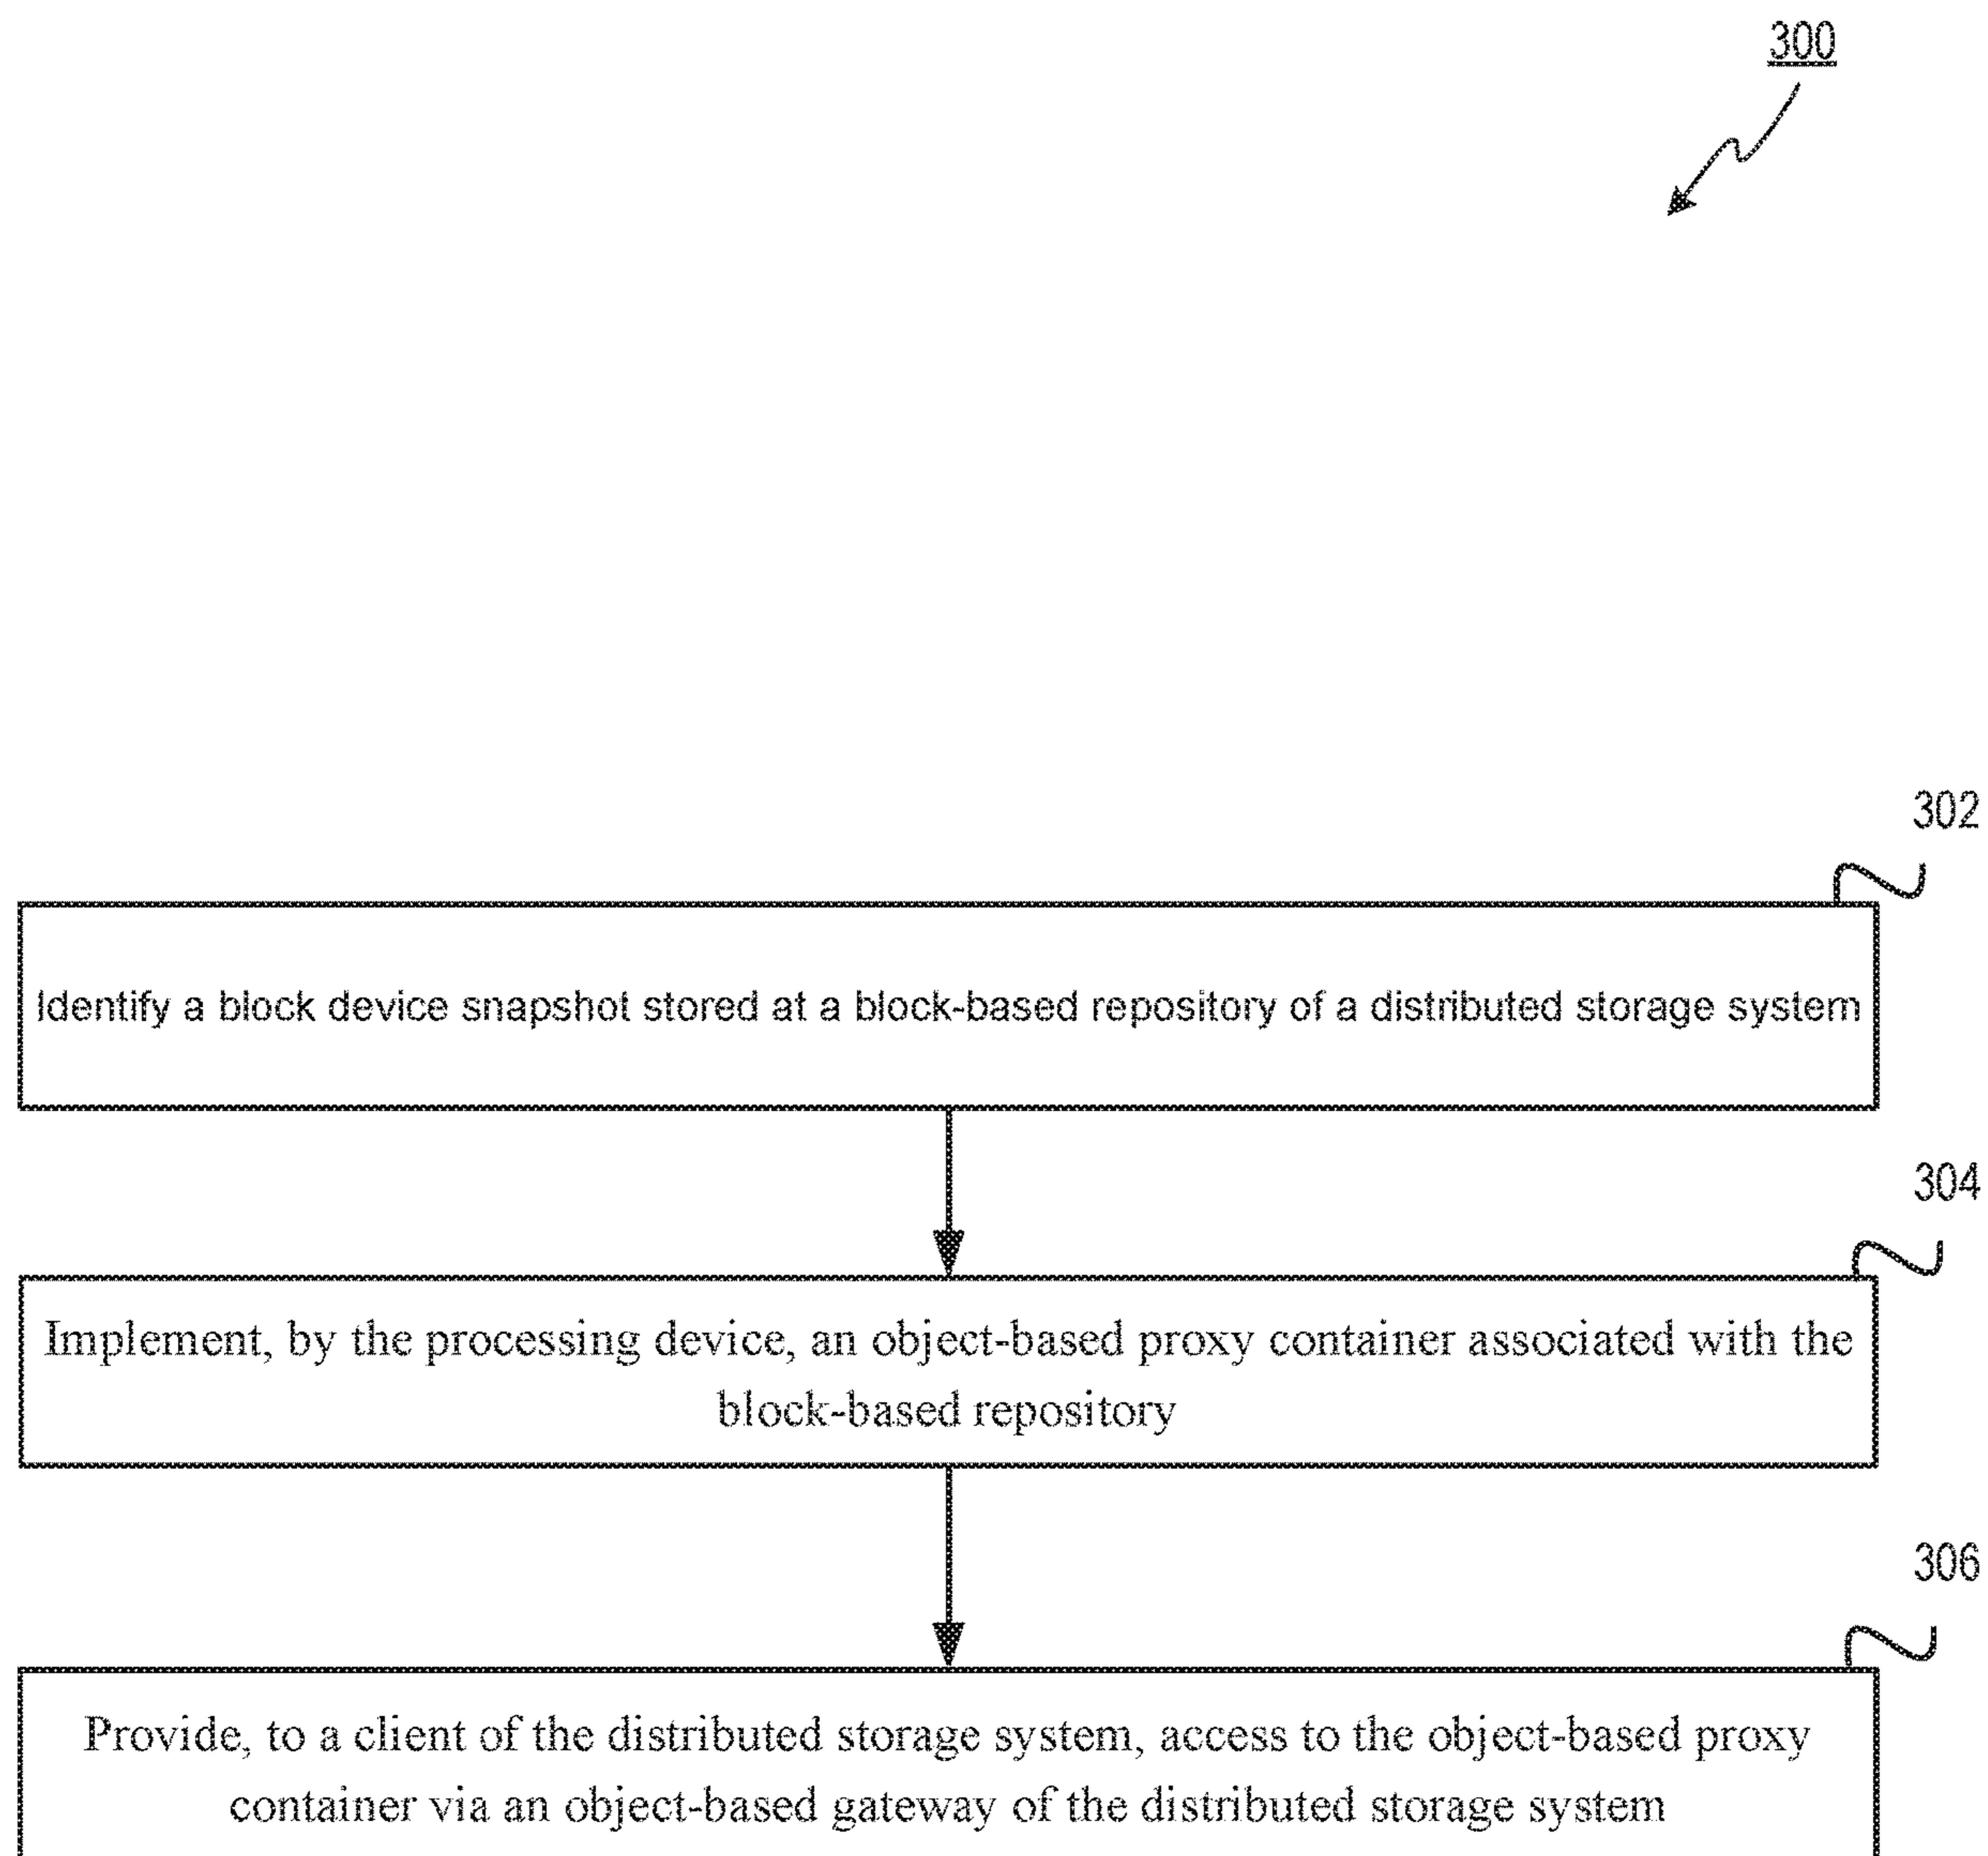 300
302
Identify a block device snapshot stored at a block-based repository of a distributed storage system
304
Implement, by the processing device, an object-based proxy container associated with the
block-based repository
306
Provide, to a client of the distributed storage system, access to the object-based proxy
container via an object-based gateway of the distributed storage system